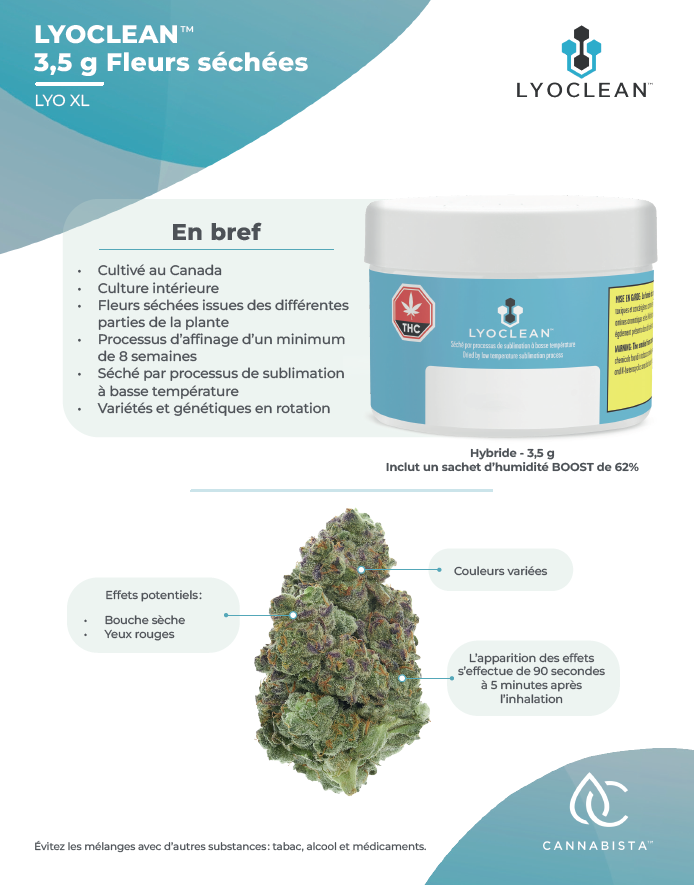 LYOCLEAN™
3,5 g Fleurs séchées
LYO XL
LYOCLEAN™
En bref
• Cultivé au Canada
• Culture intérieure
• Fleurs séchées issues des différentes
parties de la plante
• Processus d’affinage d’un minimum
de 8 semaines
• Séché par processus de sublimation
à basse température
• Variétés et génétiques en rotation
THC
LYOCLEAN™
Séché par processus de sublimation à basse température
Dried by low temperature sublimation process
MISE EN GARDE: La fumée
WARNING: The smoke
Hybride - 3,5 g
Inclut un sachet d’humidité BOOST de 62%
Couleurs variées
Effets potentiels :
• Bouche sèche
• Yeux rouges
L’apparition des effets
s’effectue de 90 secondes
à 5 minutes après
l’inhalation
Évitez les mélanges avec d’autres substances : tabac, alcool et médicaments.
CANNABISTA™